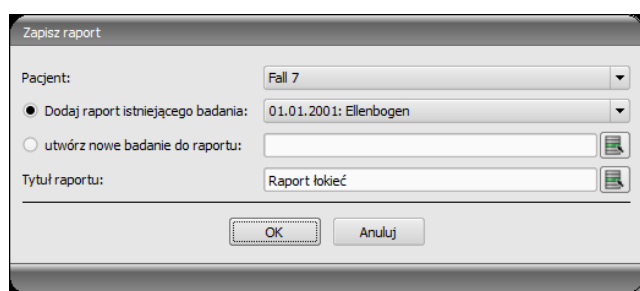 Zapisz raport
Pacjent: Fall 7
Dodaj raport istniejącego badania: 01.01.2001: Ellenbogen
utwórz nowe badanie do raportu:
Tytuł raportu: Raport łokieć
OK Anuluj